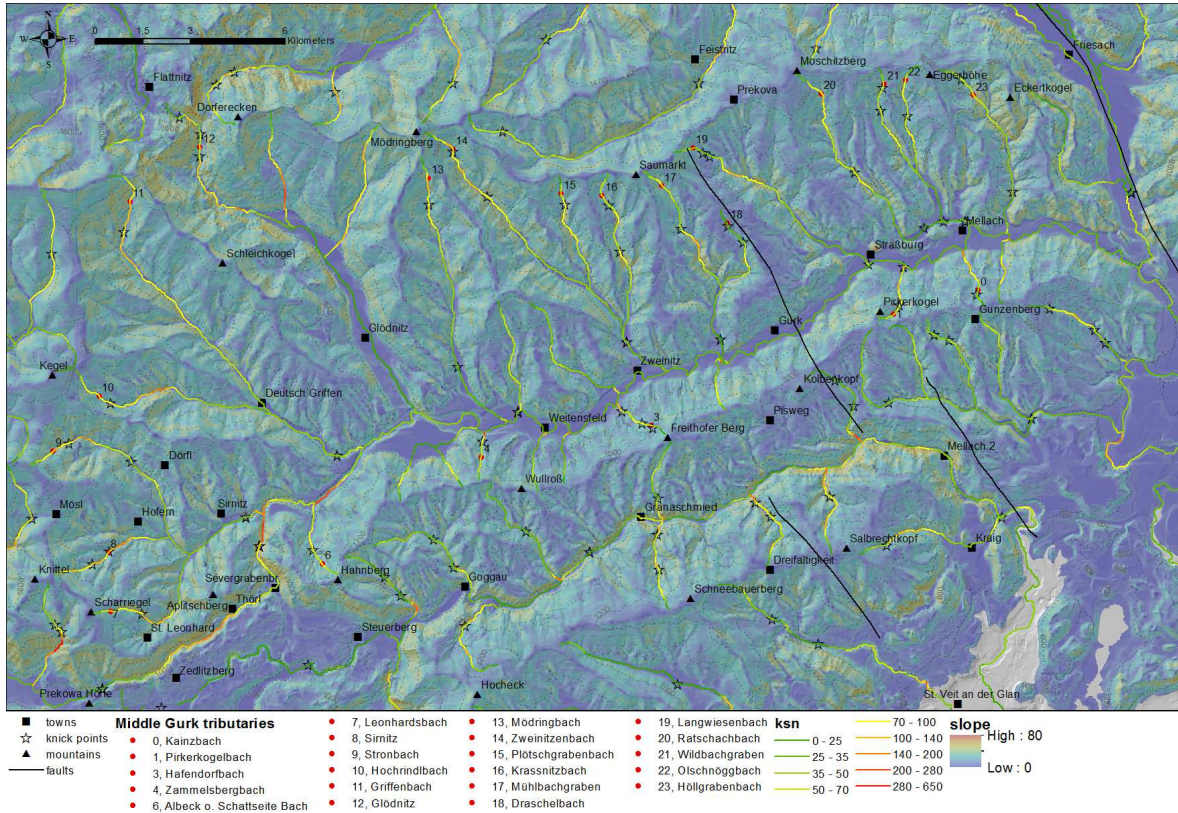 N
W E
S
0 1.5 3 6
Kilometers
Feistritz
Friesach
Moschitzberg
Flattnitz
Eggerhöhe
Eckertkogel
Prekova
Dorferecken
Mödringberg
Saumarkt
Mellach
Straßburg
Schleichkogel
Pirkerkogel
Gunzenberg
Glödnitz
Gurk
Zweinitz
Kegel
Kolbenkopf
Deutsch Griffen
Weitensfeld
Pisweg
Freithofer Berg
Mellach 2
Dörfl
Wullroß
Mösl
Hofern
Sirnitz
Granaschmied
Salbrechtkopf
Kraig
Knittel
Severgrabenbr.
Hahnberg
Goggau
Dreifaltigkeit
Scharriegel
Aplitschberg
Thörl
Schneebauerberg
St. Leonhard
Steuerberg
Zedlitzberg
Prekowa Höhe
Hocheck
St. Veit an der Glan
0
3
4
6
7
8
9
10
11
12
13
14
15
16
17
18
19
20
21
22
23
towns
knick points
mountains
faults
Middle Gurk tributaries
0, Kainzbach
1, Pirkerkogelbach
3, Hafendorfbach
4, Zammelsbergbach
6, Albeck o. Schattseite Bach
7, Leonhardsbach
8, Sirnitz
9, Stronbach
10, Hochrindlbach
11, Griffenbach
12, Glödnitz
13, Mödringbach
14, Zweinitzenbach
15, Plötschgrabenbach
16, Krassnitzbach
17, Mühlbachgraben
18, Draschelbach
19, Langwiesenbach
20, Ratschachbach
21, Wildbachgraben
22, Olschnöggbach
23, Höllgrabenbach
ksn
0 - 25
25 - 35
35 - 50
50 - 70
70 - 100
100 - 140
140 - 200
200 - 280
280 - 650
slope
High : 80
Low : 0